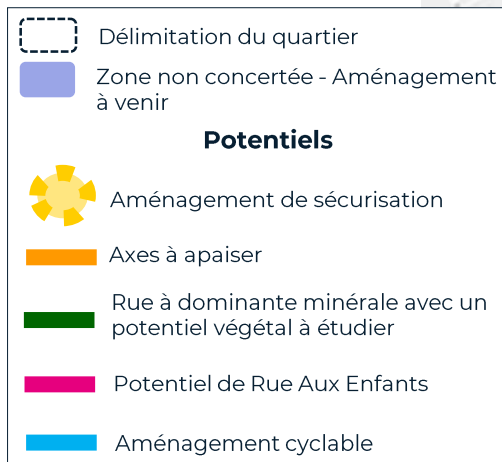 Délimitation du quartier
Zone non concertée - Aménagement
à venir
Potentiels
Aménagement de sécurisation
Axes à apaiser
Rue à dominante minérale avec un
potentiel végétal à étudier
Potentiel de Rue Aux Enfants
Aménagement cyclable